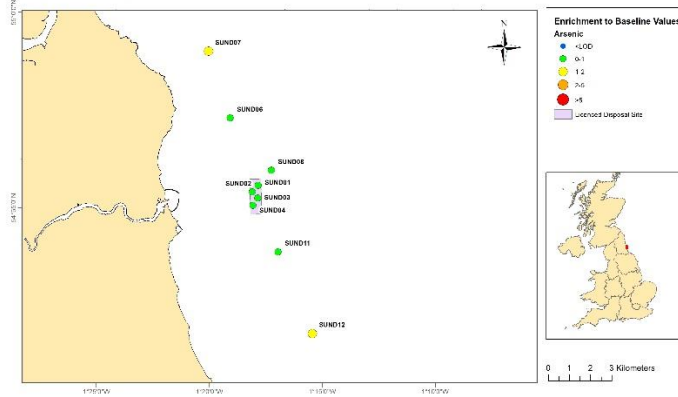 SUND07
N
SUND06
SUND08
SUND02
SUND01
SUND03
SUND04
SUND11
SUND12
Enrichment to Baseline Values
Arsenic
<LOD
0-1
1-2
2-5
>5
Licensed Disposal Site
0 1 2 3 Kilometers